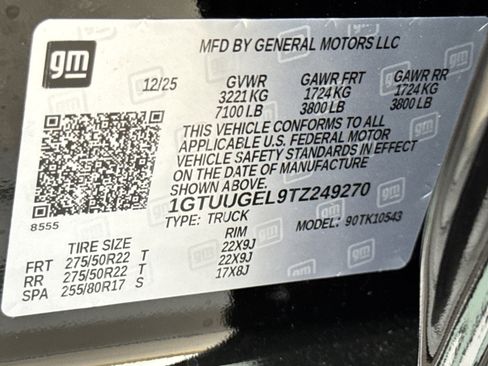 gm
MFD BY GENERAL MOTORS LLC
12/25 GVWR GAWR FRT GAWR RR
3221 KG 1724 KG 1724 KG
7100 LB 3800 LB 3800 LB
THIS VEHICLE CONFORMS TO ALL
APPLICABLE U.S. FEDERAL MOTOR
VEHICLE SAFETY STANDARDS IN EFFECT
ON THE DATE OF MANUFACTURE
SHOWN ABOVE.
1GTUUGEL9TZ249270
8555 TYPE: TRUCK MODEL: 90TK10543
TIRE SIZE RIM
FRT 275/50R22 T 22X9J
RR 275/50R22 T 22X9J
SPA 255/80R17 S 17X8J